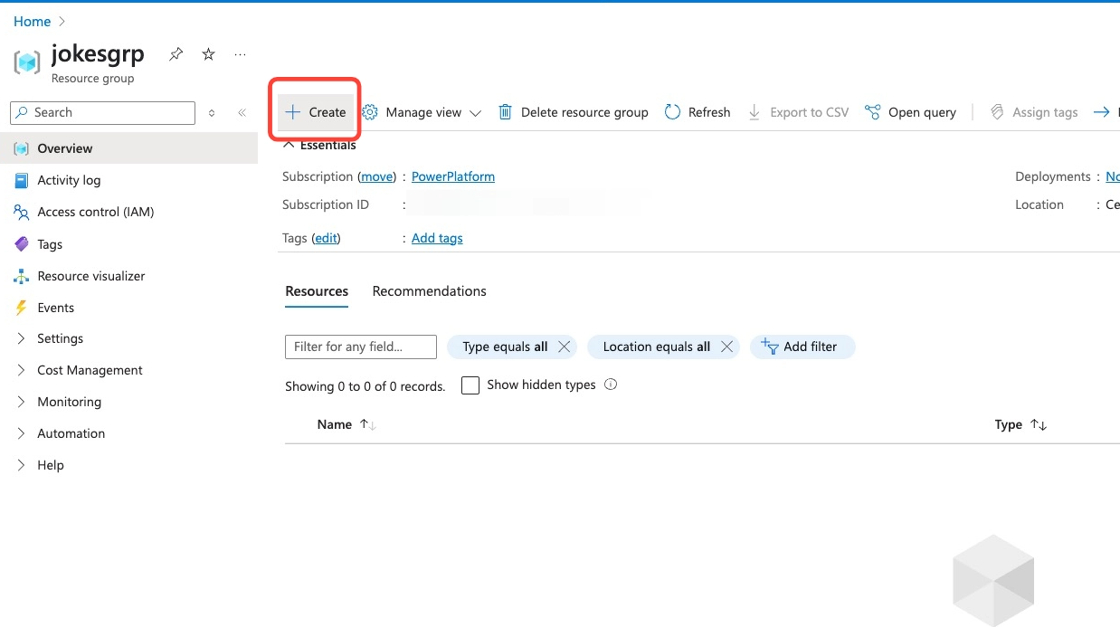 Home
jokesgrp
Resource group
Search
Create Manage view Delete resource group Refresh Export to CSV Open query Assign tags
Overview
Essentials
Activity log
Subscription (move) : PowerPlatform
Deployments :
Access control (IAM)
Subscription ID :
Location :
Tags
Tags (edit) : Add tags
Resource visualizer
Resources Recommendations
Events
Settings
Filter for any field... Type equals all Location equals all Add filter
Cost Management
Showing 0 to 0 of 0 records. Show hidden types
Monitoring
Name Type
Automation
Help